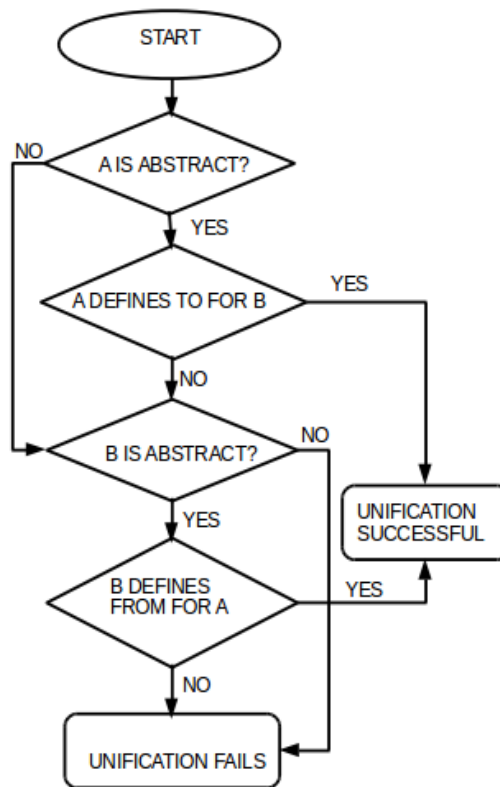 START
NO
A IS ABSTRACT?
YES
A DEFINES TO FOR B
YES
NO
B IS ABSTRACT?
NO
YES
UNIFICATION
SUCCESSFUL
B DEFINES
FROM FOR A
YES
NO
UNIFICATION FAILS